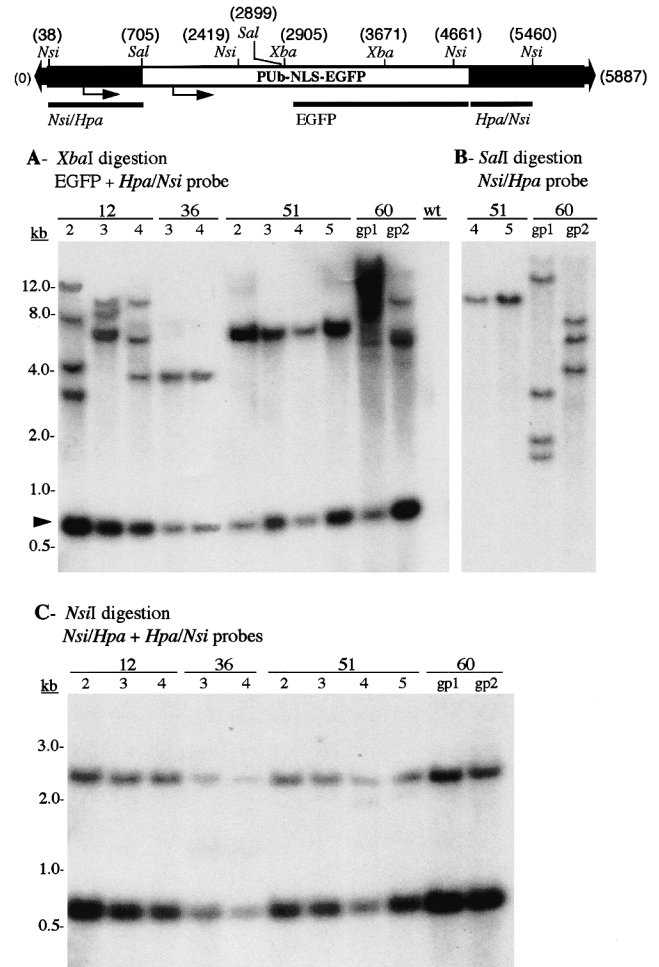 (2899)
(38) (705) (2419) Sal (2905) (3671) (4661) (5460)
Nsi Sal Nsi Xba Xba Nsi Nsi
(0) PUb-NLS-EGFP (5887)
Nsi/Hpa EGFP Hpa/Nsi
A- XbaI digestion
EGFP + Hpa/Nsi probe
12 36 51 60 wt
kb 2 3 4 3 4 2 3 4 5 gp1 gp2
12.0-
8.0-
4.0-
2.0-
1.0-
0.5-
B- SalI digestion
Nsi/Hpa probe
51 60
4 5 gp1 gp2
C- NsiI digestion
Nsi/Hpa + Hpa/Nsi probes
12 36 51 60
kb 2 3 4 3 4 2 3 4 5 gp1 gp2
3.0-
2.0-
1.0-
0.5-